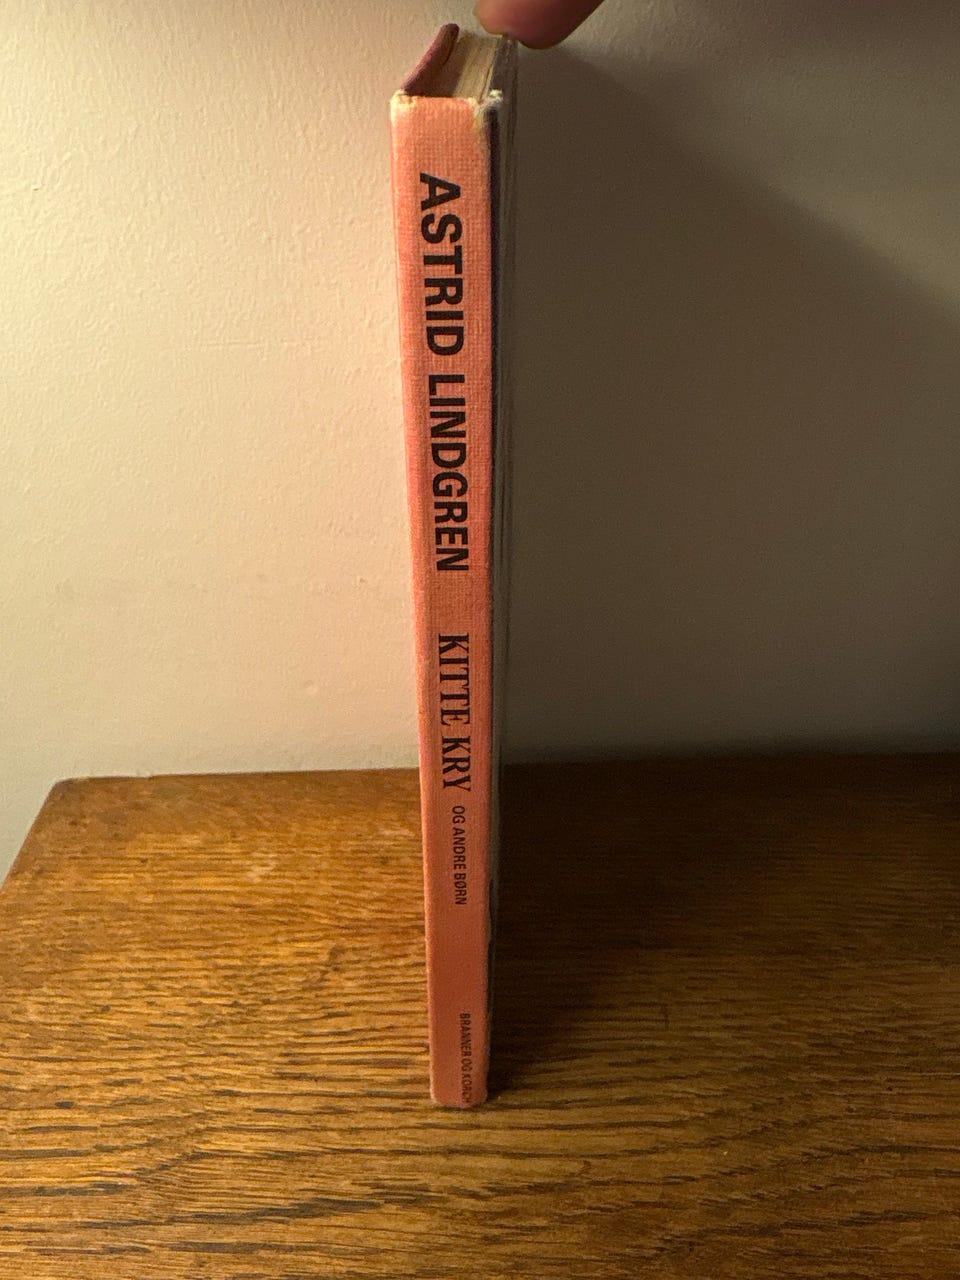 ASTRID LINDGREN
KITTE KRY
OG ANDRE BØRN
BRANNER OG KORCH